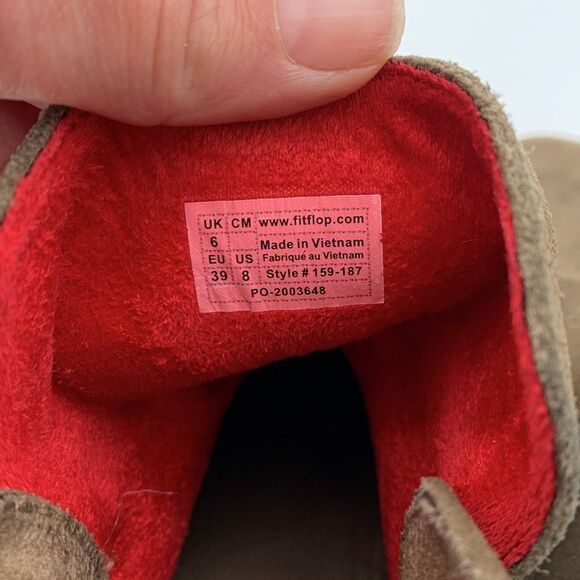 UK CM www.fitflop.com
6 Made in Vietnam
EU US Fabriqué au Vietnam
39 8 Style # 159-187
PO-2003648